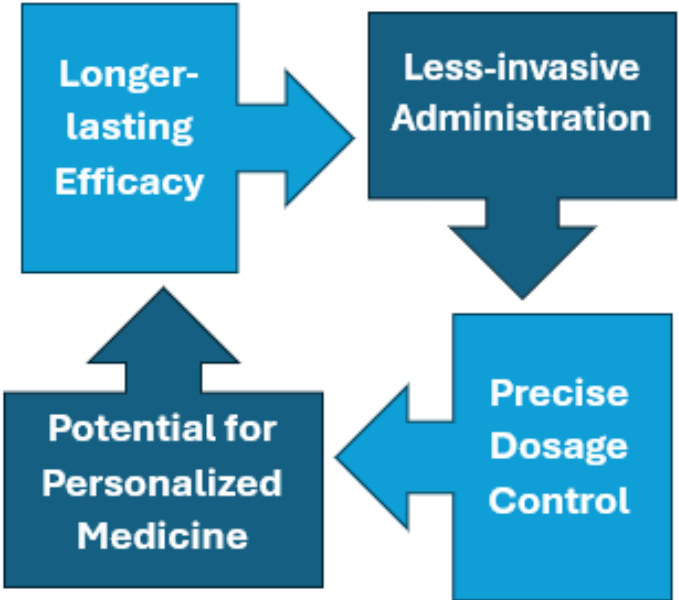 Longer-
lasting
Efficacy
Less-invasive
Administration
Precise
Dosage
Control
Potential for
Personalized
Medicine